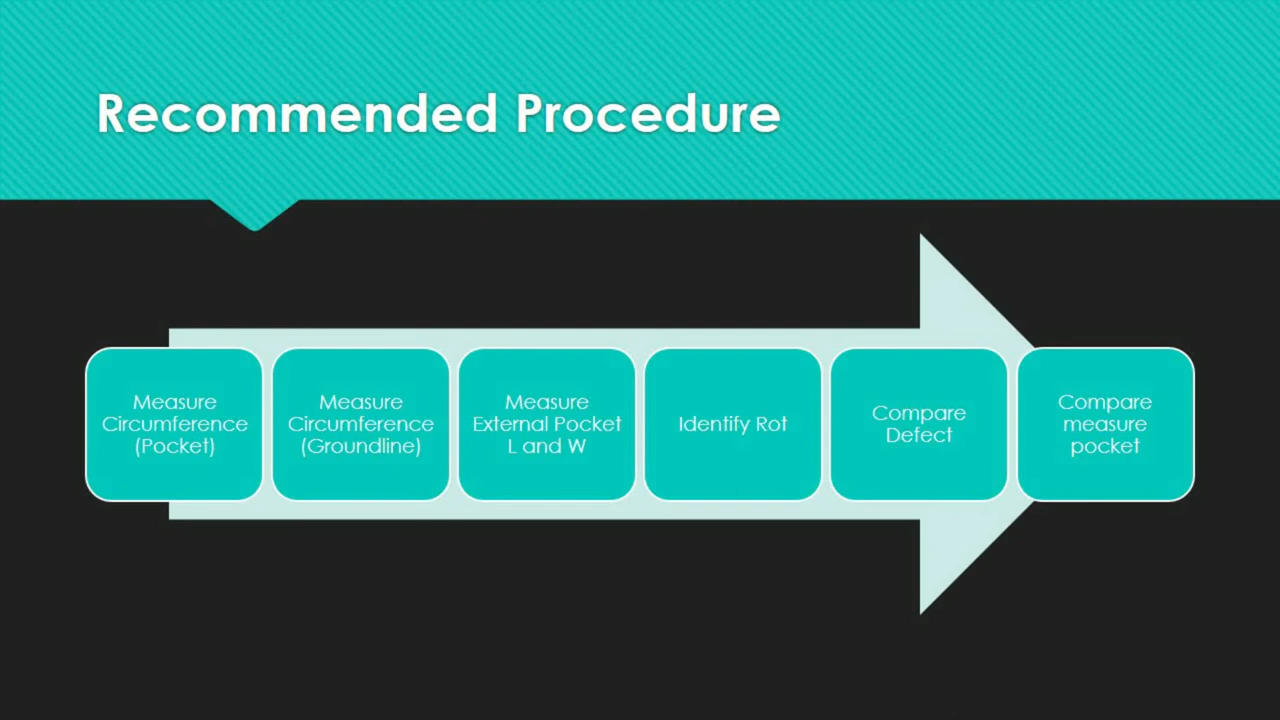 Recommended Procedure
Measure
Circumference
(Pocket)
Measure
Circumference
(Groundline)
Measure
External Pocket
L and W
Identify Rot
Compare
Defect
Compare
measure
pocket